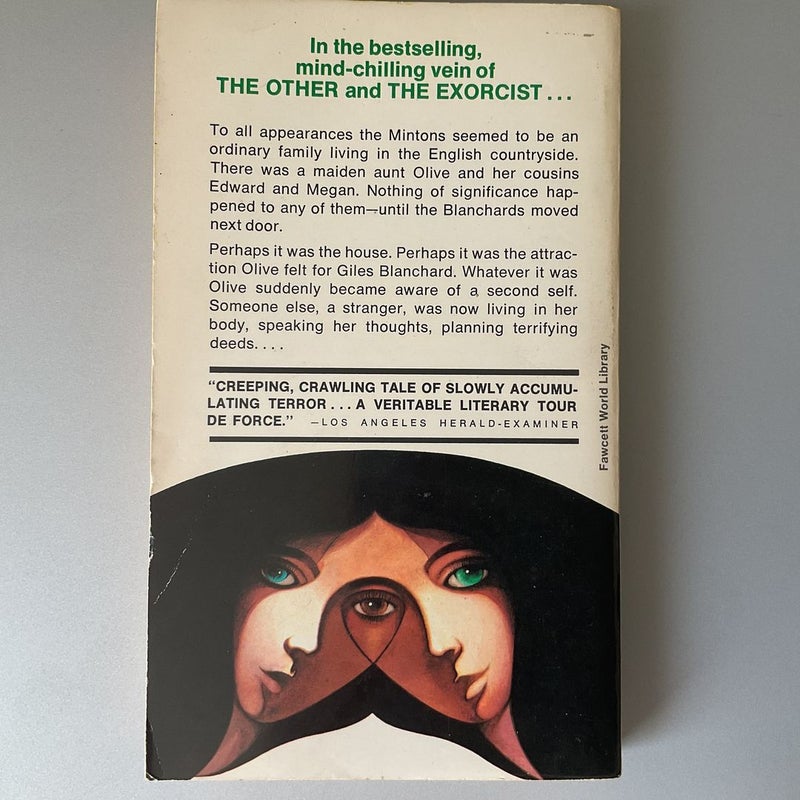 In the bestselling,
mind-chilling vein of
THE OTHER and THE EXORCIST...
To all appearances the Mintons seemed to be an
ordinary family living in the English countryside.
There was a maiden aunt Olive and her cousins
Edward and Megan. Nothing of significance hap-
pened to any of them—until the Blanchards moved
next door.
Perhaps it was the house. Perhaps it was the attrac-
tion Olive felt for Giles Blanchard. Whatever it was
Olive suddenly became aware of a second self.
Someone else, a stranger, was now living in her
body, speaking her thoughts, planning terrifying
deeds....
"CREEPING, CRAWLING TALE OF SLOWLY ACCUMU-
LATING TERROR...A VERITABLE LITERARY TOUR
DE FORCE." —LOS ANGELES HERALD-EXAMINER
Fawcett World Library